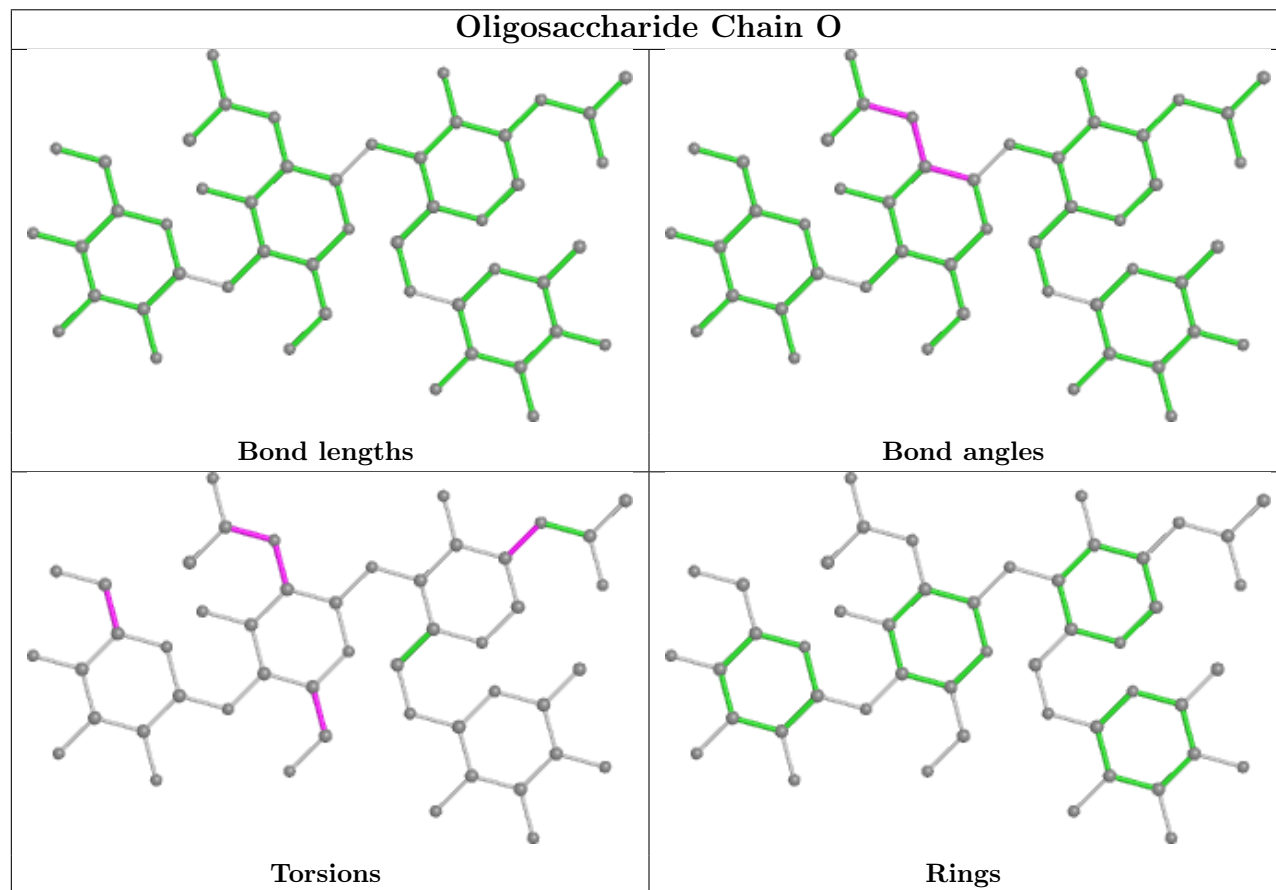 Oligosaccharide Chain O
Bond lengths
Bond angles
Torsions
Rings